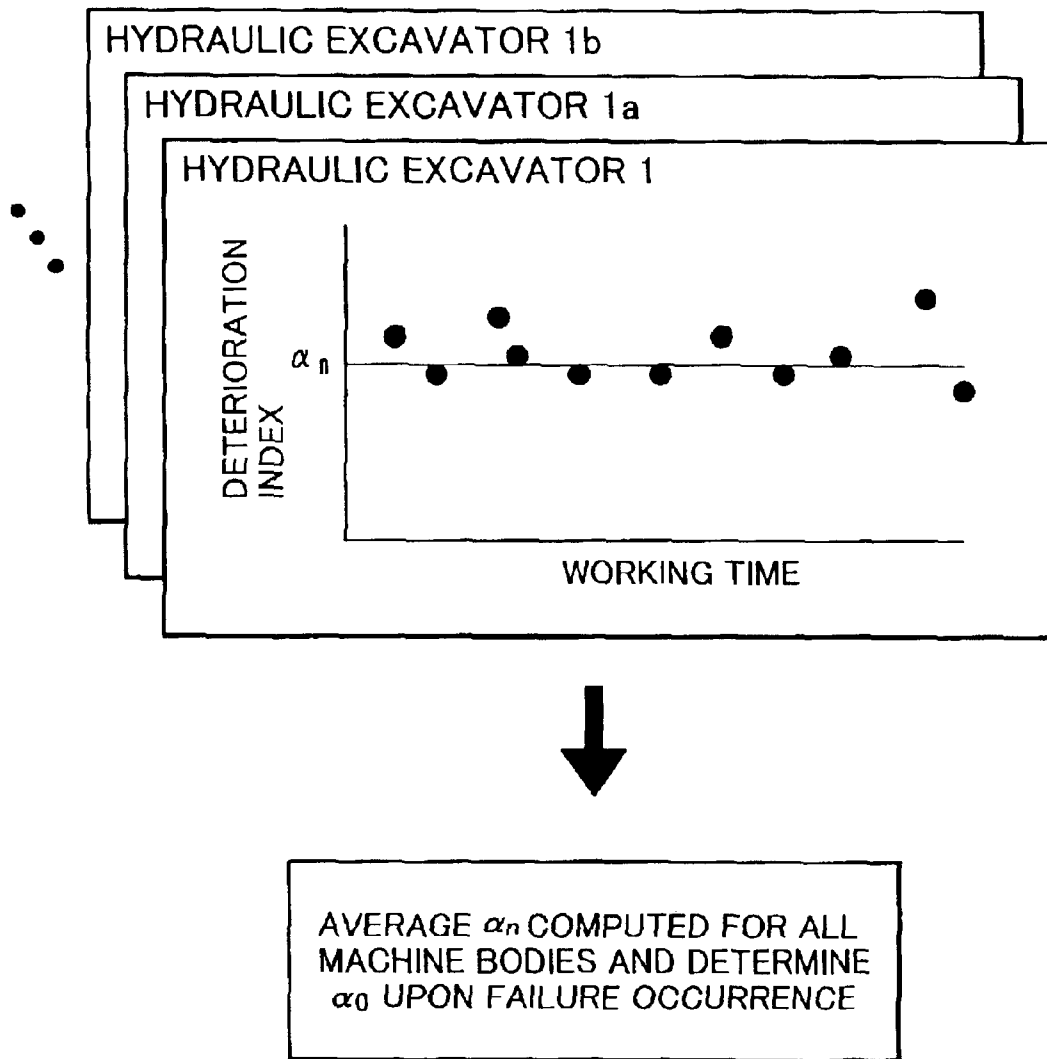 HYDRAULIC EXCAVATOR 1b
HYDRAULIC EXCAVATOR 1a
HYDRAULIC EXCAVATOR 1
DETERIORATION
INDEX
αn
WORKING TIME
AVERAGE αn COMPUTED FOR ALL
MACHINE BODIES AND DETERMINE
α0 UPON FAILURE OCCURRENCE